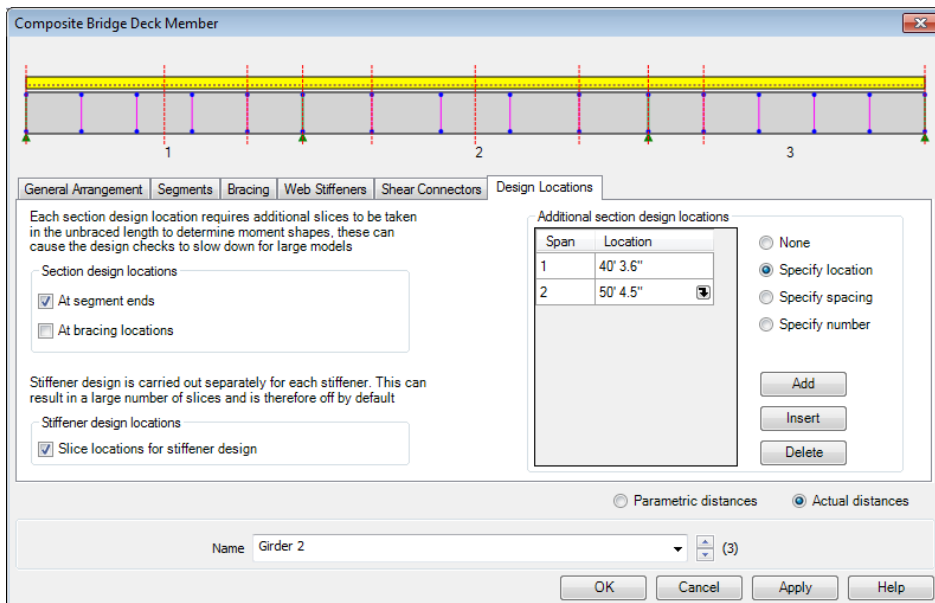 Composite Bridge Deck Member
1 2 3
General Arrangement Segments Bracing Web Stiffeners Shear Connectors Design Locations
Each section design location requires additional slices to be taken
in the unbraced length to determine moment shapes, these can
cause the design checks to slow down for large models
Section design locations
At segment ends
At bracing locations
Stiffener design is carried out separately for each stiffener. This can
result in a large number of slices and is therefore off by default
Stiffener design locations
Slice locations for stiffener design
Additional section design locations
Span Location
1 40' 3.6"
2 50' 4.5"
None
Specify location
Specify spacing
Specify number
Add
Insert
Delete
Parametric distances Actual distances
Name Girder 2 (3)
OK Cancel Apply Help